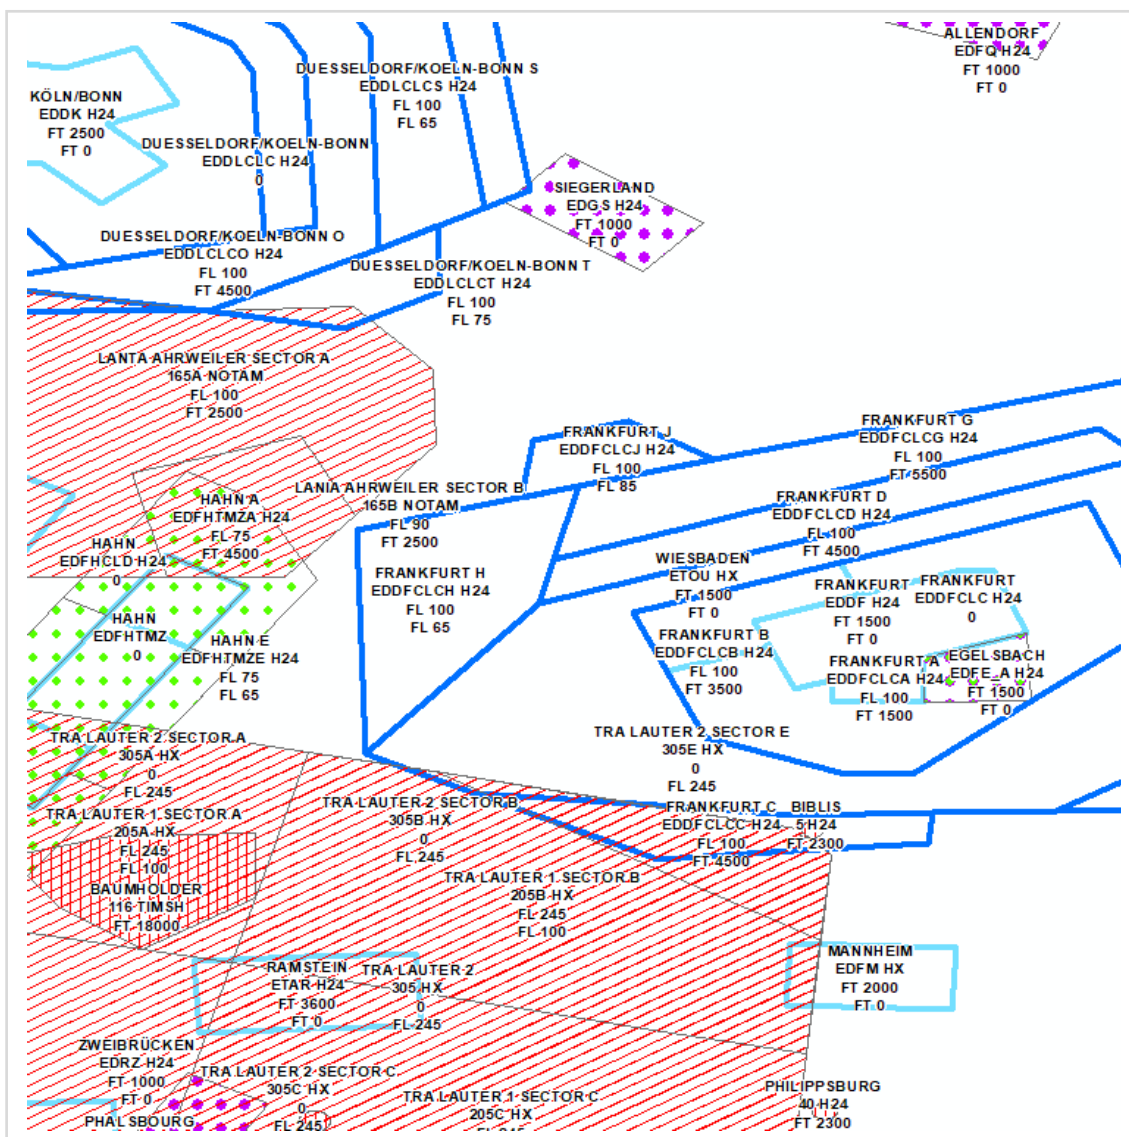 ALLENDORF
EDFQ H24
FT 1000
FT 0
DUESSELDORF/KOELN-BONN S
EDDLCLCS H24
FL 100
FL 65
KÖLN/BONN
EDDK H24
FT 2500
FT 0
DUESSELDORF/KOELN-BONN
EDDLCLC H24
0
SIEGERLAND
EDGS H24
FT 1000
FT 0
DUESSELDORF/KOELN-BONN O
EDDLCLCO H24
FL 100
FT 4500
DUESSELDORF/KOELN-BONN T
EDDLCLCT H24
FL 100
FL 75
LANTA AHRWEILER SECTOR A
165A NOTAM
FL 100
FT 2500
FRANKFURT J
EDDFCLCJ H24
FL 100
FL 85
FRANKFURT G
EDDFCLCG H24
FL 100
FT 5500
LANTA AHRWEILER SECTOR B
165B NOTAM
FL 90
FT 2500
HAHN A
EDFHTMZA H24
FL 75
FT 4500
FRANKFURT D
EDDFCLCD H24
FL 100
FT 4500
HAHN
EDFHCLD H24
0
WIESBADEN
ETOU HX
FT 1500
FT 0
FRANKFURT H
EDDFCLCH H24
FL 100
FL 65
FRANKFURT
EDDF H24
FT 1500
FT 0
FRANKFURT
EDDFCLC H24
0
HAHN
EDFHTMZ
0
HAHN E
EDFHTMZE H24
FL 75
FL 65
FRANKFURT B
EDDFCLCB H24
FL 100
FT 3500
FRANKFURT A
EDDFCLCA H24
FL 100
FT 1500
EGELSBACH
EDFE_A H24
FT 1500
FT 0
TRA LAUTER 2 SECTOR A
305A HX
0
FL 245
TRA LAUTER 2 SECTOR E
305E HX
0
FL 245
TRA LAUTER 1 SECTOR A
205A HX
FL 245
FL 100
TRA LAUTER 2 SECTOR B
305B HX
0
FL 245
FRANKFURT C
EDDFCLCC H24
FL 100
FT 4500
BIBLIS
5 H24
FT 2300
BAUMHOLDER
116 TIMSH
FT 18000
TRA LAUTER 1 SECTOR B
205B HX
FL 245
FL 100
RAMSTEIN
ETAR H24
FT 3600
FT 0
TRA LAUTER 2
305 HX
0
FL 245
MANNHEIM
EDFM HX
FT 2000
FT 0
ZWEIBRÜCKEN
EDRZ H24
FT 1000
FT 0
TRA LAUTER 2 SECTOR C
305C HX
0
FL 245
TRA LAUTER 1 SECTOR C
205C HX
FL 245
PHILIPPSBURG
40 H24
FT 2300
PHALSBOURG